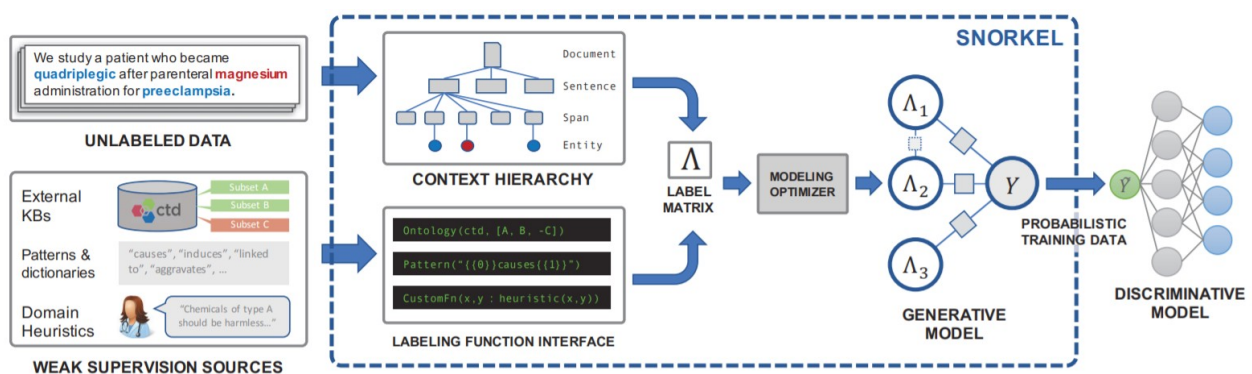 We study a patient who became
quadriplegic after parenteral magnesium
administration for preeclampsia.
UNLABELED DATA
External
KBs
ctd
Subset A
Subset B
Subset C
Patterns &
dictionaries
“causes”, “induces”, “linked
to”, “aggravates”, …
Domain
Heuristics
“Chemicals of type A
should be harmless…”
WEAK SUPERVISION SOURCES
SNORKEL
Document
Sentence
Span
Entity
CONTEXT HIERARCHY
Ontology(ctd, [A, B, -C])
Pattern("{{0}}causes{{1}}")
CustomFn(x,y : heuristic(x,y))
LABELING FUNCTION INTERFACE
Λ
LABEL
MATRIX
MODELING
OPTIMIZER
Λ1
Λ2
Λ3
Y
GENERATIVE
MODEL
PROBABILISTIC
TRAINING DATA
Ỹ
DISCRIMINATIVE
MODEL